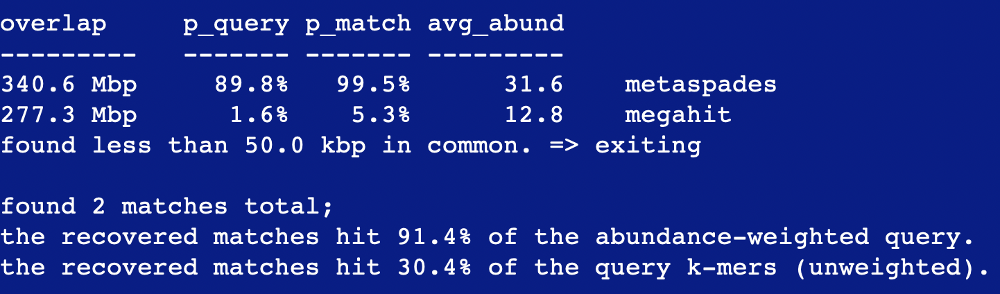 overlap     p_query p_match avg_abund
---------   ------- ------- ---------
340.6 Mbp     89.8%   99.5%      31.6    metaspades
277.3 Mbp      1.6%    5.3%      12.8    megahit
found less than 50.0 kbp in common. => exiting

found 2 matches total;
the recovered matches hit 91.4% of the abundance-weighted query.
the recovered matches hit 30.4% of the query k-mers (unweighted).